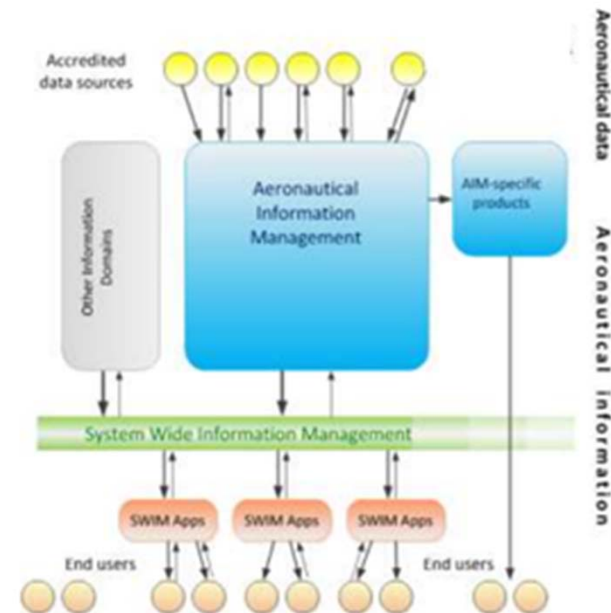 Accredited
data sources
Aeronautical data
Aeronautical
Information
Management
AIM-specific
products
Other Information
Domains
Aeronautical information
System Wide Information Management
SWIM Apps
SWIM Apps
SWIM Apps
End users
End users